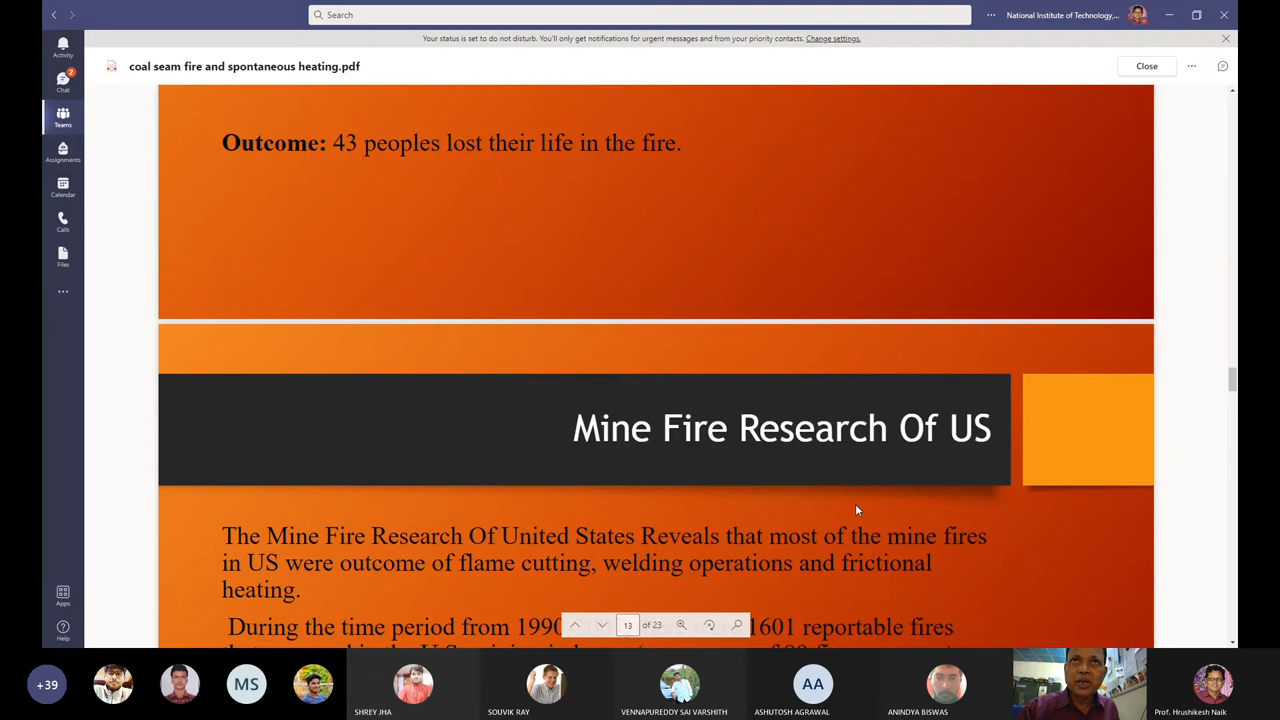 Search
National Institute of Technology,...
Your status is set to do not disturb. You'll only get notifications for urgent messages and from your priority contacts. Change settings.
Activity
Chat
2
Teams
Assignments
Calendar
Calls
Files
Apps
Help
coal seam fire and spontaneous heating.pdf
Close
Outcome: 43 peoples lost their life in the fire.
Mine Fire Research Of US
The Mine Fire Research Of United States Reveals that most of the mine fires
in US were outcome of flame cutting, welding operations and frictional
heating.
During the time period from 1990
1601 reportable fires
13 of 23
+39
MS
SHREY JHA
SOUVIK RAY
VENNAPUREDDY SAI VARSHITH
AA
ASHUTOSH AGRAWAL
ANINDYA BISWAS
Prof. Hrushikesh Naik